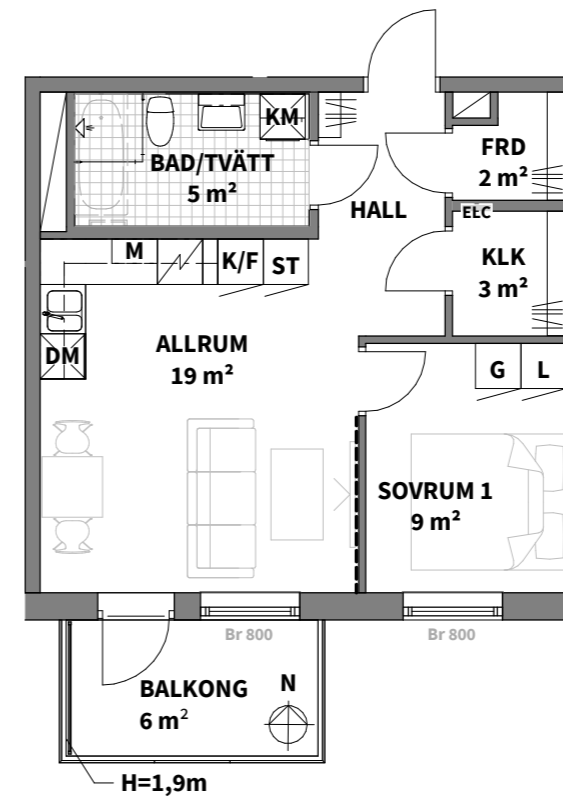 KM
BAD/TVÄTT
5 m²
FRD
2 m²
HALL
ELC
KLK
3 m²
M
K/F
ST
DM
ALLRUM
19 m²
G
L
SOVRUM 1
9 m²
Br 800
Br 800
BALKONG
6 m²
N
H=1,9m